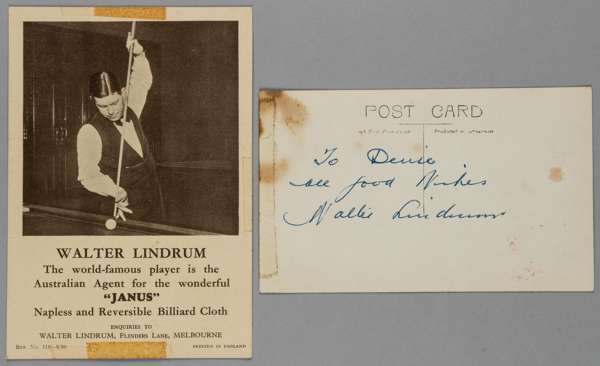 WALTER LINDRUM
The world-famous player is the
Australian Agent for the wonderful
“JANUS”
Napless and Reversible Billiard Cloth
ENQUIRIES TO
WALTER LINDRUM, FLINDERS LANE, MELBOURNE
PRINTED IN ENGLAND
POST CARD
To Denise
all good Wishes
Walter Lindrum